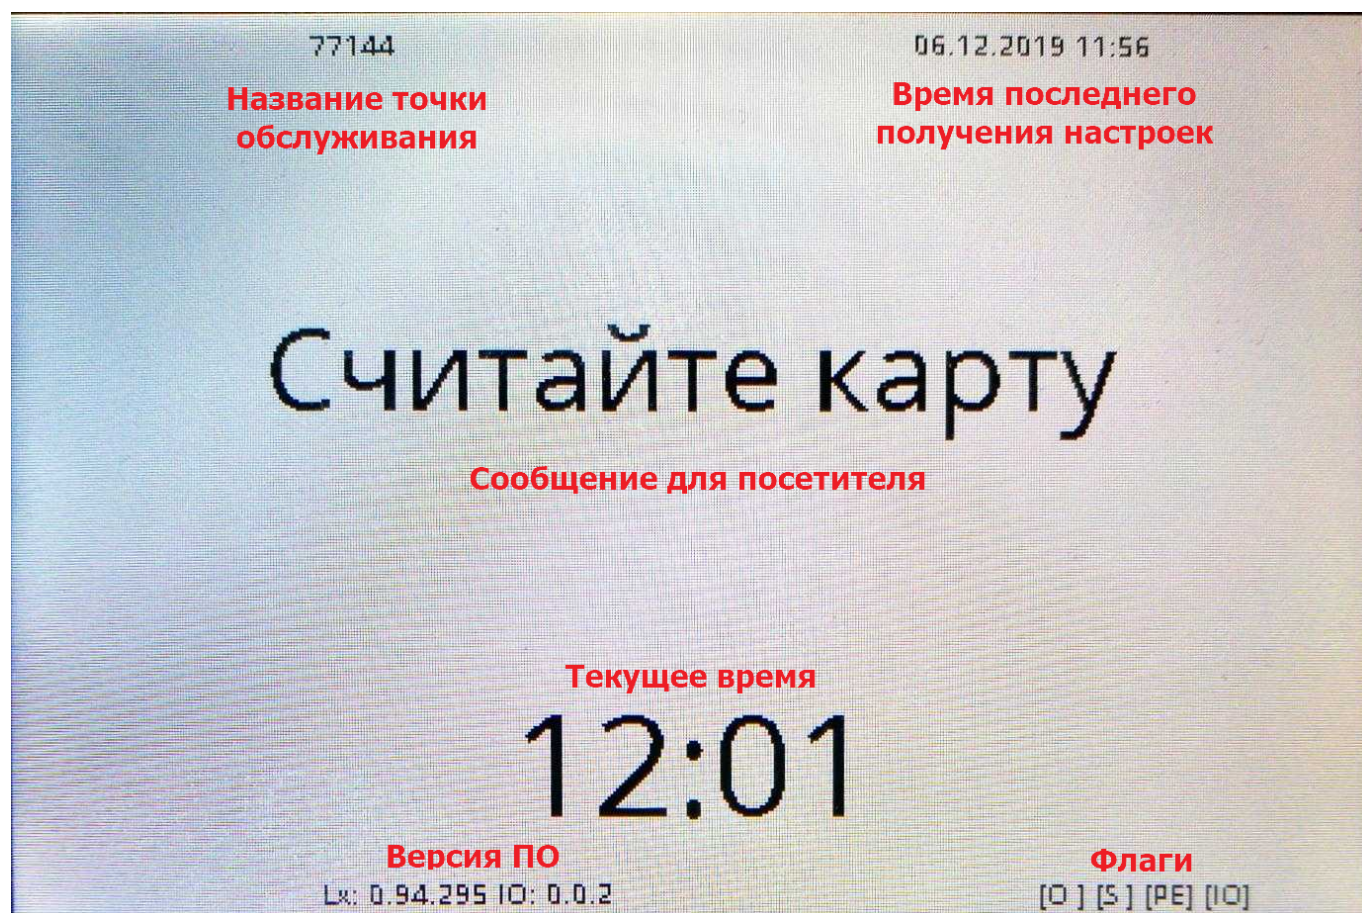 77144
06.12.2019 11:56
Название точки
обслуживания
Время последнего
получения настроек
Считайте карту
Сообщение для посетителя
Текущее время
12:01
Версия ПО
Флаги
Lx: 0.94.295 IO: 0.0.2
[O ] [S ] [PE] [IO]